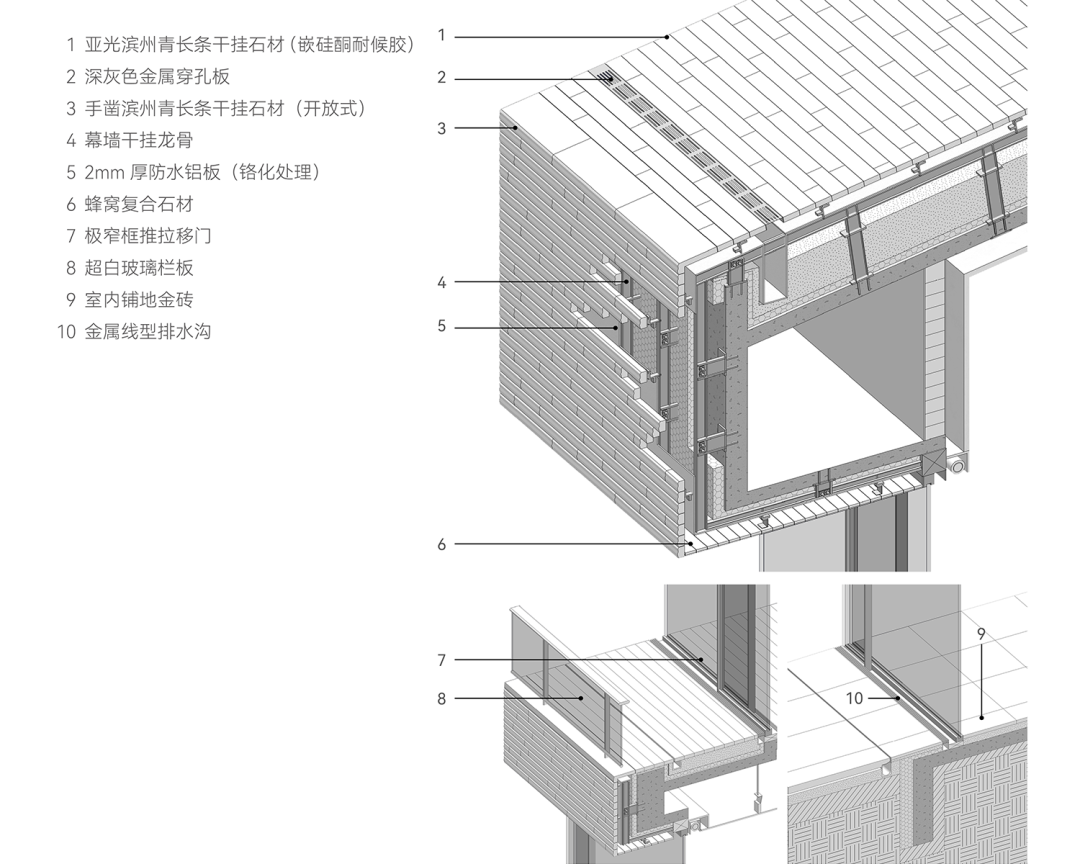 1 亚光滨州青长条干挂石材（嵌硅酮耐候胶）
2 深灰色金属穿孔板
3 手凿滨州青长条干挂石材（开放式）
4 幕墙干挂龙骨
5 2mm 厚防水铝板（铬化处理）
6 蜂窝复合石材
7 极窄框推拉移门
8 超白玻璃栏板
9 室内铺地金砖
10 金属线型排水沟
1
2
3
4
5
6
7
8
9
10